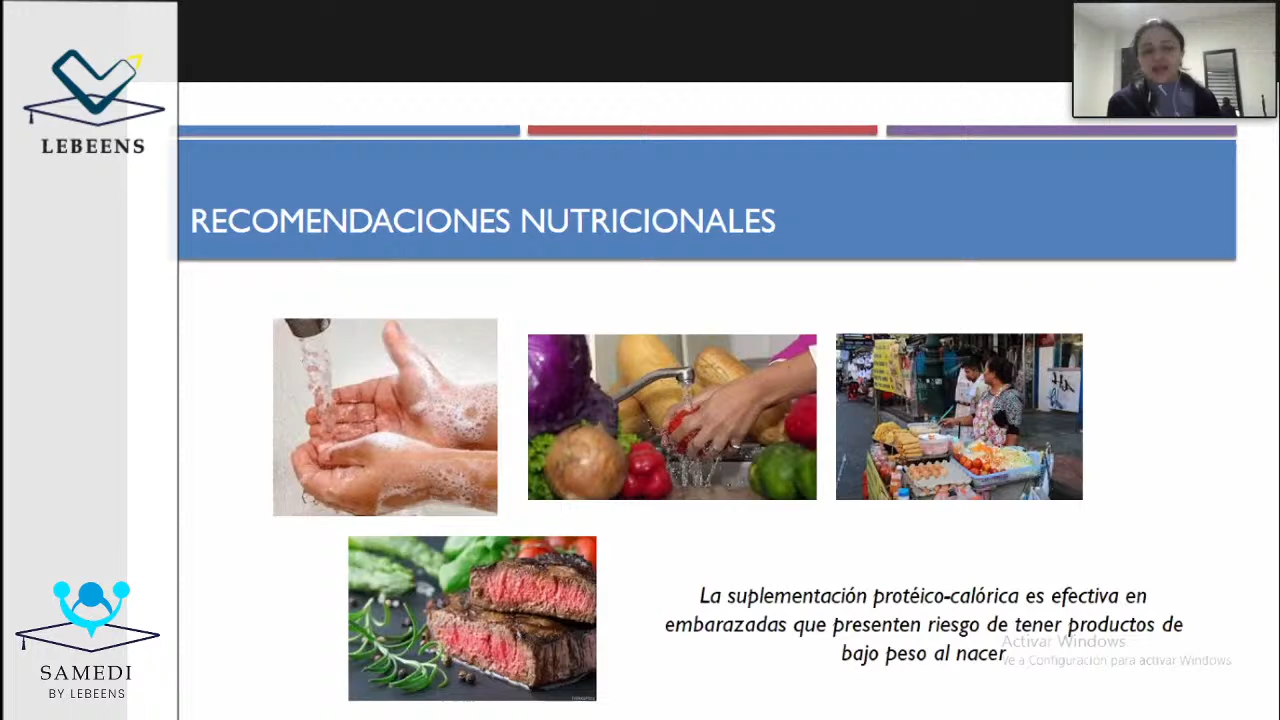 LEBEENS
RECOMENDACIONES NUTRICIONALES
La suplementación protéico-calórica es efectiva en
embarazadas que presenten riesgo de tener productos de
bajo peso al nacer
Activar Windows
Ve a Configuración para activar Windows
SAMEDI
BY LEBEENS